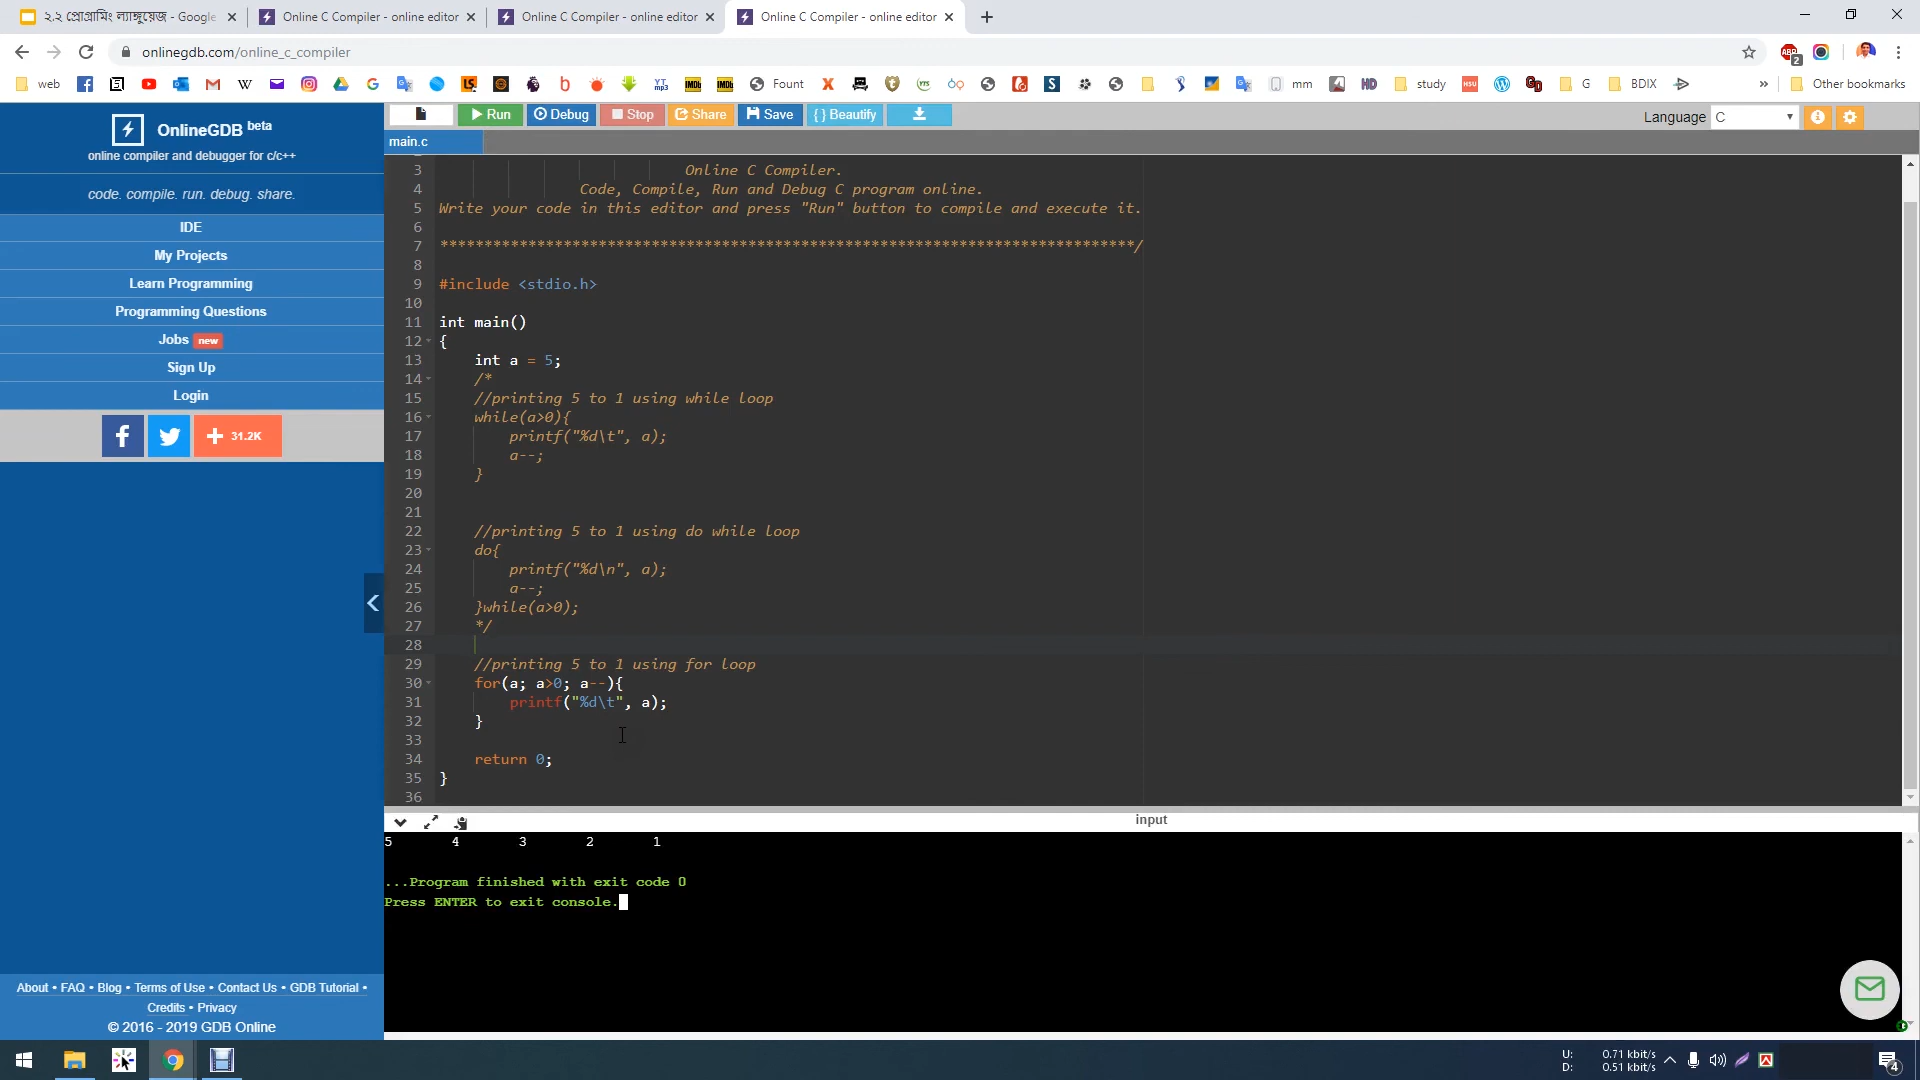 ২.২ প্রোগ্রামিং ল্যাঙ্গুয়েজ - Google
Online C Compiler - online editor
Online C Compiler - online editor
Online C Compiler - online editor
onlinegdb.com/online_c_compiler
web
Fount
mm
study
G
BDIX
Other bookmarks
OnlineGDB beta
online compiler and debugger for c/c++
code. compile. run. debug. share.
IDE
My Projects
Learn Programming
Programming Questions
Jobs new
Sign Up
Login
31.2K
About • FAQ • Blog • Terms of Use • Contact Us • GDB Tutorial •
Credits • Privacy
© 2016 - 2019 GDB Online
Run Debug Stop Share Save { } Beautify
Language C
main.c
3 Online C Compiler.
4 Code, Compile, Run and Debug C program online.
5 Write your code in this editor and press "Run" button to compile and execute it.
6
7 *******************************************************************************/
8
9 #include <stdio.h>
10
11 int main()
12 {
13 int a = 5;
14 /*
15 //printing 5 to 1 using while loop
16 while(a>0){
17 printf("%d\t", a);
18 a--;
19 }
20
21
22 //printing 5 to 1 using do while loop
23 do{
24 printf("%d\n", a);
25 a--;
26 }while(a>0);
27 */
28
29 //printing 5 to 1 using for loop
30 for(a; a>0; a--){
31 printf("%d\t", a);
32 }
33
34 return 0;
35 }
36
input
5 4 3 2 1
...Program finished with exit code 0
Press ENTER to exit console.
U: 0.71 kbit/s
D: 0.51 kbit/s
4